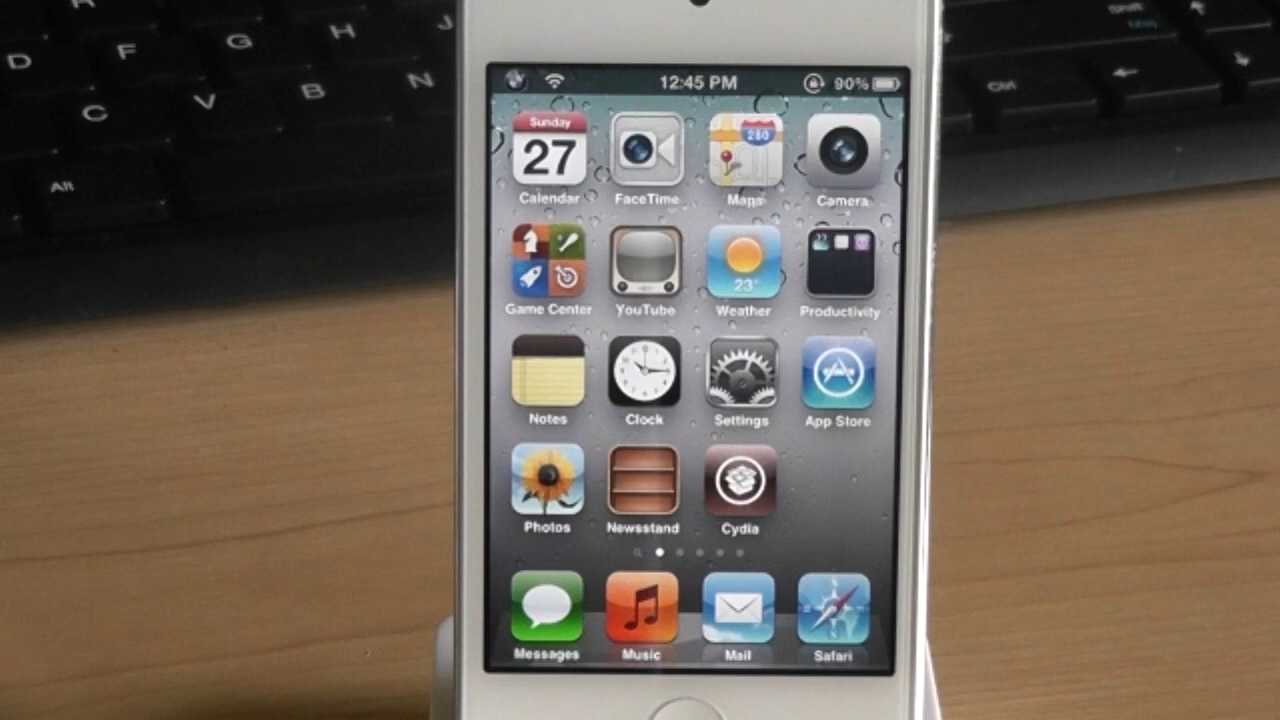 R
D F G H J
C V B N
Alt
Shift
Ctrl
12:45 PM 90%
Sunday
27
280
Calendar FaceTime Maps Camera
23°
Game Center YouTube Weather Productivity
Notes Clock Settings App Store
Photos Newsstand Cydia
Messages Music Mail Safari